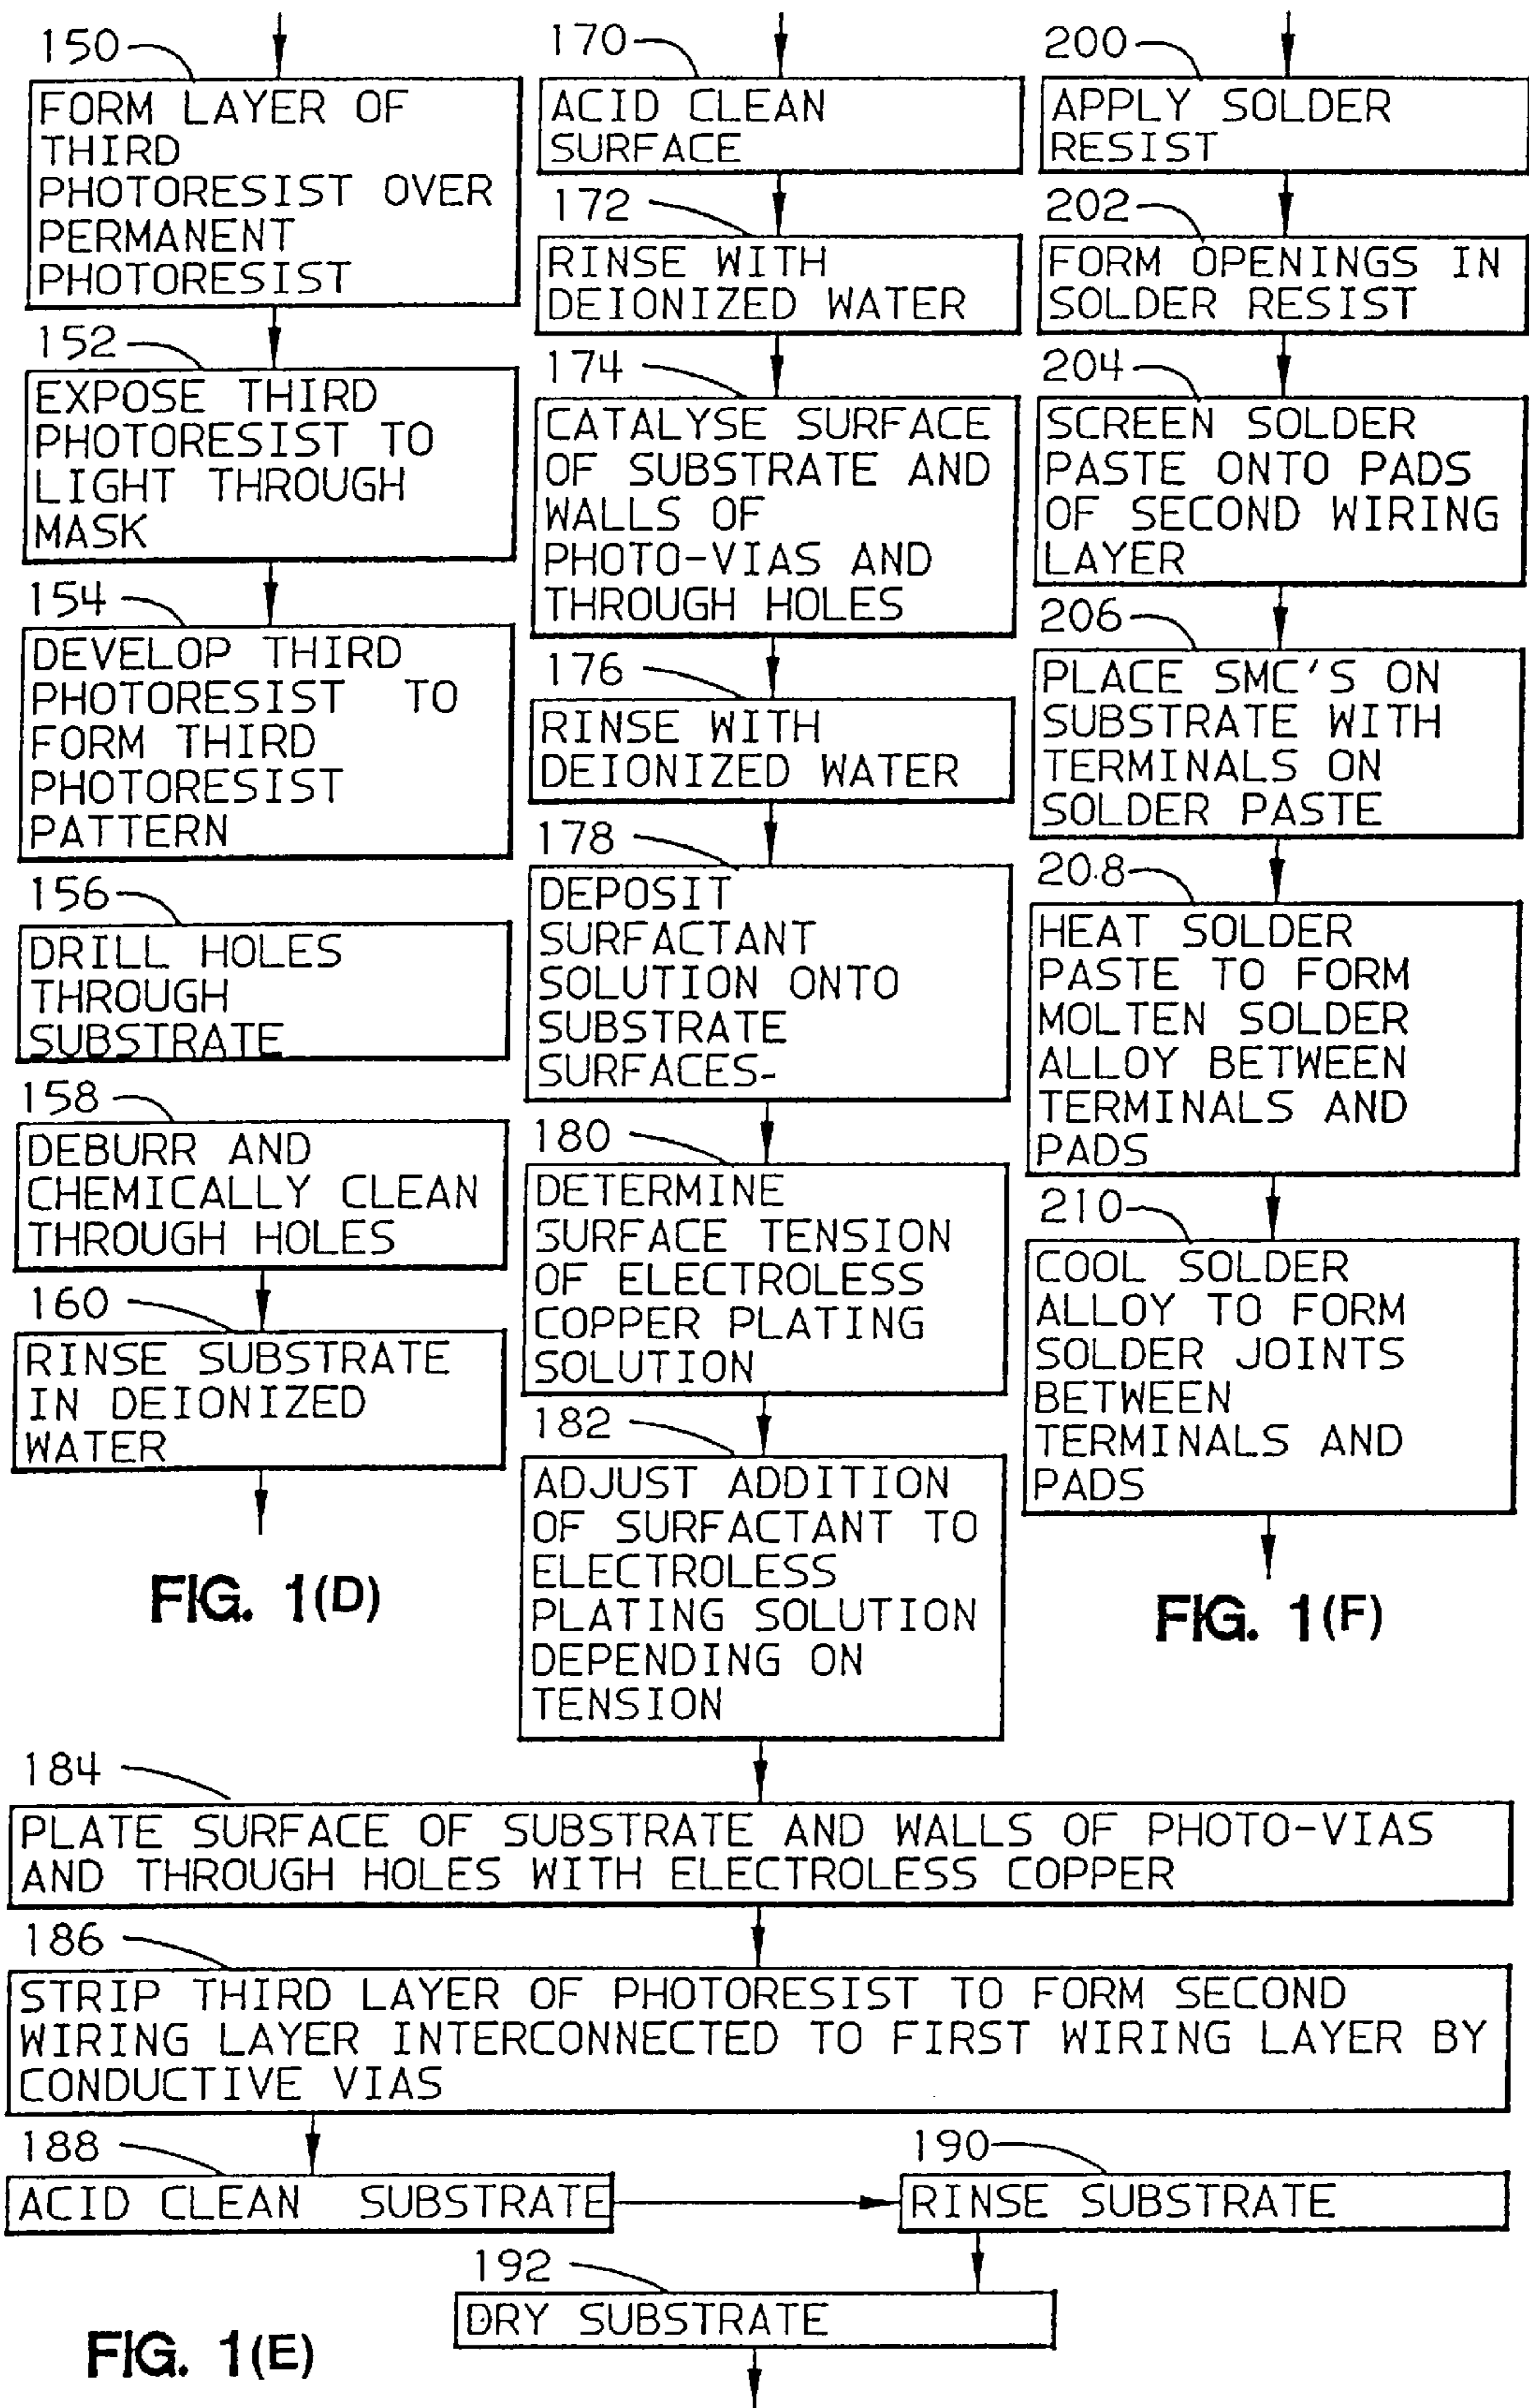 150
FORM LAYER OF
THIRD
PHOTORESIST OVER
PERMANENT
PHOTORESIST
152
EXPOSE THIRD
PHOTORESIST TO
LIGHT THROUGH
MASK
154
DEVELOP THIRD
PHOTORESIST TO
FORM THIRD
PHOTORESIST
PATTERN
156
DRILL HOLES
THROUGH
SUBSTRATE
158
DEBURR AND
CHEMICALLY CLEAN
THROUGH HOLES
160
RINSE SUBSTRATE
IN DEIONIZED
WATER
FIG. 1(D)
170
ACID CLEAN
SURFACE
172
RINSE WITH
DEIONIZED WATER
174
CATALYSE SURFACE
OF SUBSTRATE AND
WALLS OF
PHOTO-VIAS AND
THROUGH HOLES
176
RINSE WITH
DEIONIZED WATER
178
DEPOSIT
SURFACTANT
SOLUTION ONTO
SUBSTRATE
SURFACES-
180
DETERMINE
SURFACE TENSION
OF ELECTROLESS
COPPER PLATING
SOLUTION
182
ADJUST ADDITION
OF SURFACTANT TO
ELECTROLESS
PLATING SOLUTION
DEPENDING ON
TENSION
184
PLATE SURFACE OF SUBSTRATE AND WALLS OF PHOTO-VIAS
AND THROUGH HOLES WITH ELECTROLESS COPPER
186
STRIP THIRD LAYER OF PHOTORESIST TO FORM SECOND
WIRING LAYER INTERCONNECTED TO FIRST WIRING LAYER BY
CONDUCTIVE VIAS
188
ACID CLEAN SUBSTRATE
190
RINSE SUBSTRATE
192
DRY SUBSTRATE
FIG. 1(E)
200
APPLY SOLDER
RESIST
202
FORM OPENINGS IN
SOLDER RESIST
204
SCREEN SOLDER
PASTE ONTO PADS
OF SECOND WIRING
LAYER
206
PLACE SMC'S ON
SUBSTRATE WITH
TERMINALS ON
SOLDER PASTE
208
HEAT SOLDER
PASTE TO FORM
MOLTEN SOLDER
ALLOY BETWEEN
TERMINALS AND
PADS
210
COOL SOLDER
ALLOY TO FORM
SOLDER JOINTS
BETWEEN
TERMINALS AND
PADS
FIG. 1(F)